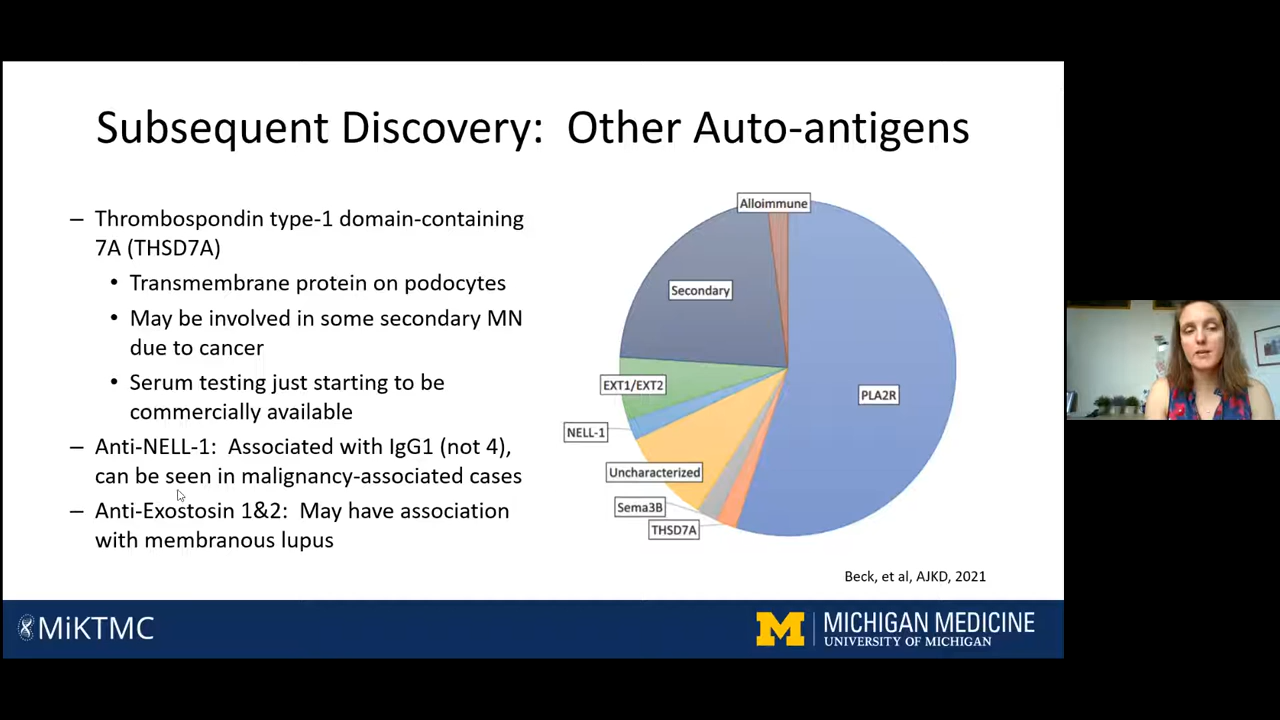 Subsequent Discovery: Other Auto-antigens
– Thrombospondin type-1 domain-containing
7A (THSD7A)
• Transmembrane protein on podocytes
• May be involved in some secondary MN
due to cancer
• Serum testing just starting to be
commercially available
– Anti-NELL-1: Associated with IgG1 (not 4),
can be seen in malignancy-associated cases
– Anti-Exostosin 1&2: May have association
with membranous lupus
Alloimmune
Secondary
EXT1/EXT2
PLA2R
NELL-1
Uncharacterized
Sema3B
THSD7A
Beck, et al, AJKD, 2021
MiKTMC
M
MICHIGAN MEDICINE
UNIVERSITY OF MICHIGAN